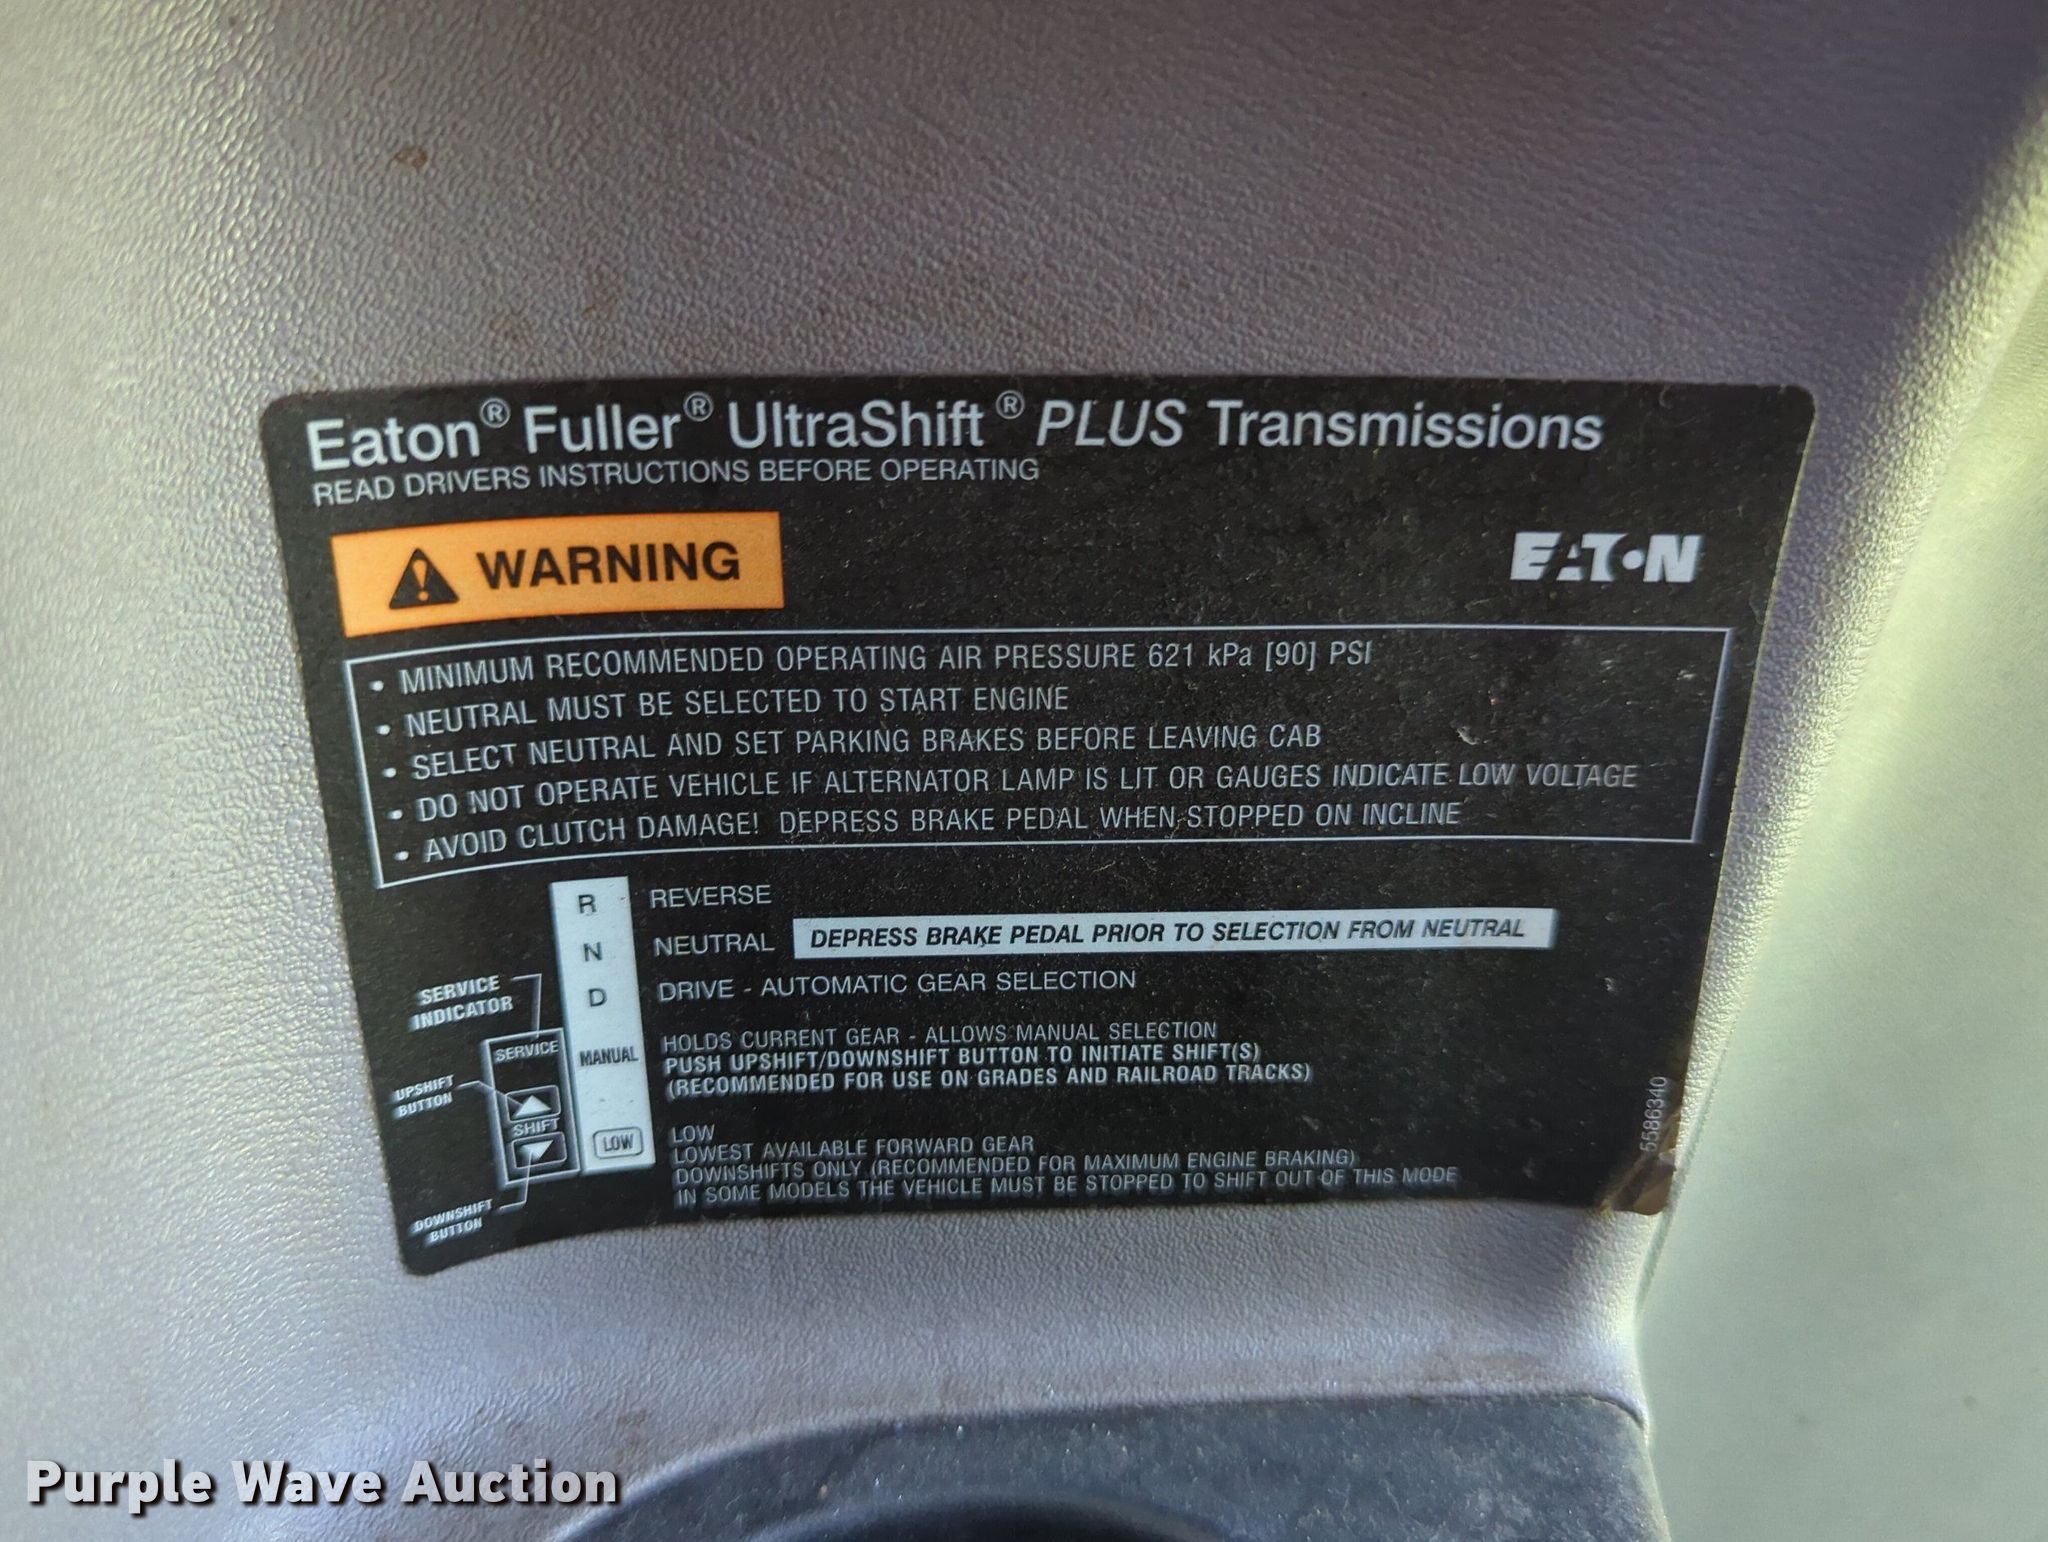 Eaton® Fuller® UltraShift® PLUS Transmissions
READ DRIVERS INSTRUCTIONS BEFORE OPERATING
WARNING
EATON
• MINIMUM RECOMMENDED OPERATING AIR PRESSURE 621 kPa [90] PSI
• NEUTRAL MUST BE SELECTED TO START ENGINE
• SELECT NEUTRAL AND SET PARKING BRAKES BEFORE LEAVING CAB
• DO NOT OPERATE VEHICLE IF ALTERNATOR LAMP IS LIT OR GAUGES INDICATE LOW VOLTAGE
• AVOID CLUTCH DAMAGE! DEPRESS BRAKE PEDAL WHEN STOPPED ON INCLINE
R REVERSE
N NEUTRAL DEPRESS BRAKE PEDAL PRIOR TO SELECTION FROM NEUTRAL
D DRIVE - AUTOMATIC GEAR SELECTION
SERVICE
INDICATOR
SERVICE
UPSHIFT
BUTTON
SHIFT
DOWNSHIFT
BUTTON
MANUAL
HOLDS CURRENT GEAR - ALLOWS MANUAL SELECTION
PUSH UPSHIFT/DOWNSHIFT BUTTON TO INITIATE SHIFT(S)
(RECOMMENDED FOR USE ON GRADES AND RAILROAD TRACKS)
LOW
LOW
LOWEST AVAILABLE FORWARD GEAR
DOWNSHIFTS ONLY (RECOMMENDED FOR MAXIMUM ENGINE BRAKING)
IN SOME MODELS THE VEHICLE MUST BE STOPPED TO SHIFT OUT OF THIS MODE
5586340
Purple Wave Auction